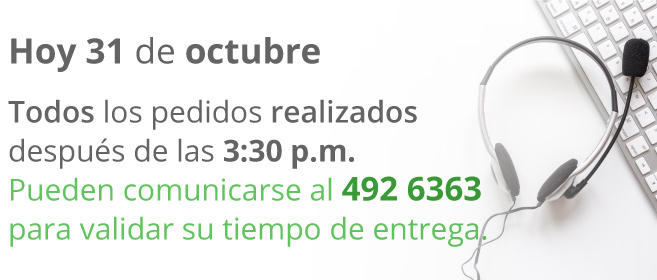 Hoy 31 de octubre
Todos los pedidos realizados
después de las 3:30 p.m.
Pueden comunicarse al 492 6363
para validar su tiempo de entrega.